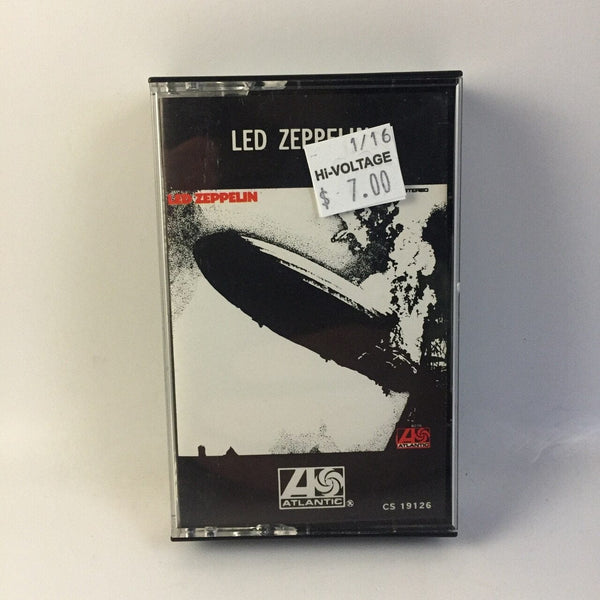 LED ZEPPELIN
1/16
HI-VOLTAGE
$ 7.00
LED ZEPPELIN
STEREO
ATLANTIC
ATLANTIC®
CS 19126